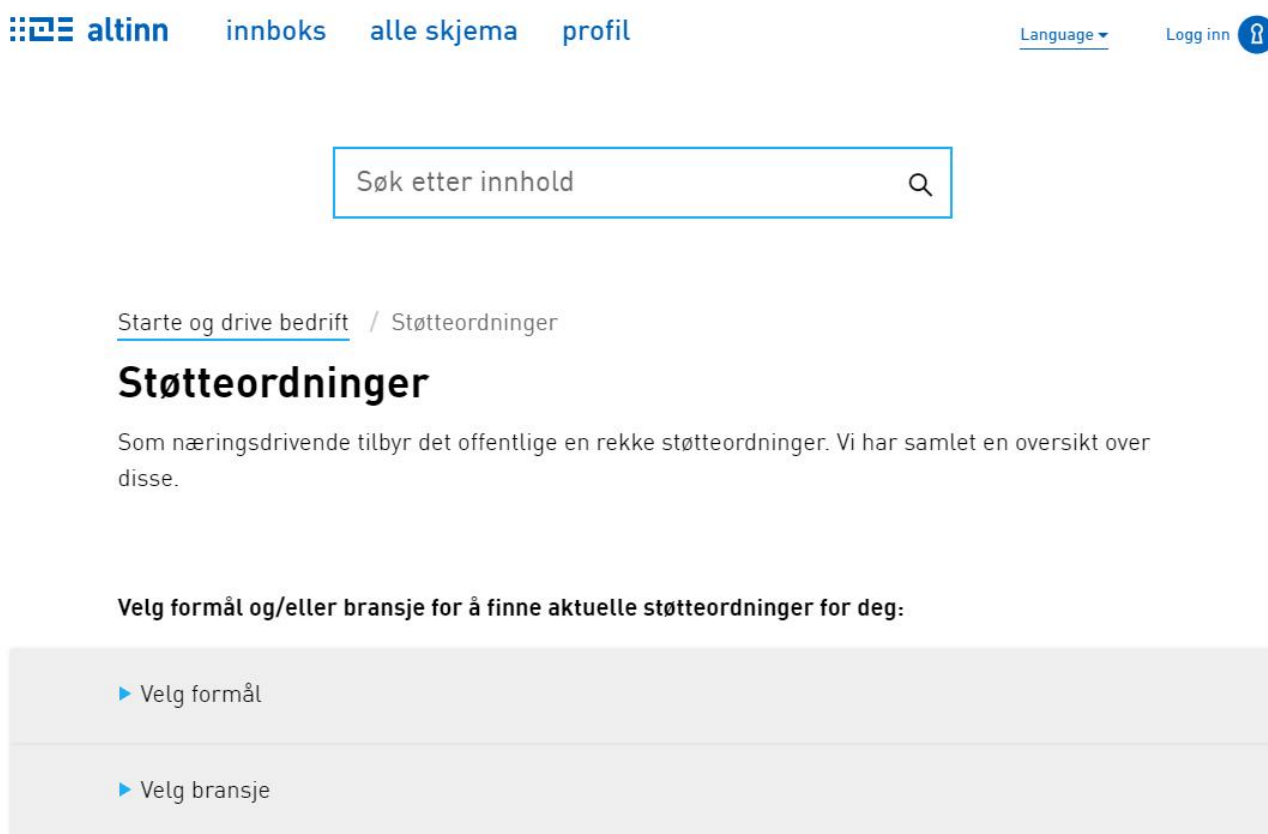 altinn innboks alle skjema profil Language Logg inn
Søk etter innhold
Starte og drive bedrift / Støtteordninger
Støtteordninger
Som næringsdrivende tilbyr det offentlige en rekke støtteordninger. Vi har samlet en oversikt over
disse.
Velg formål og/eller bransje for å finne aktuelle støtteordninger for deg:
Velg formål
Velg bransje